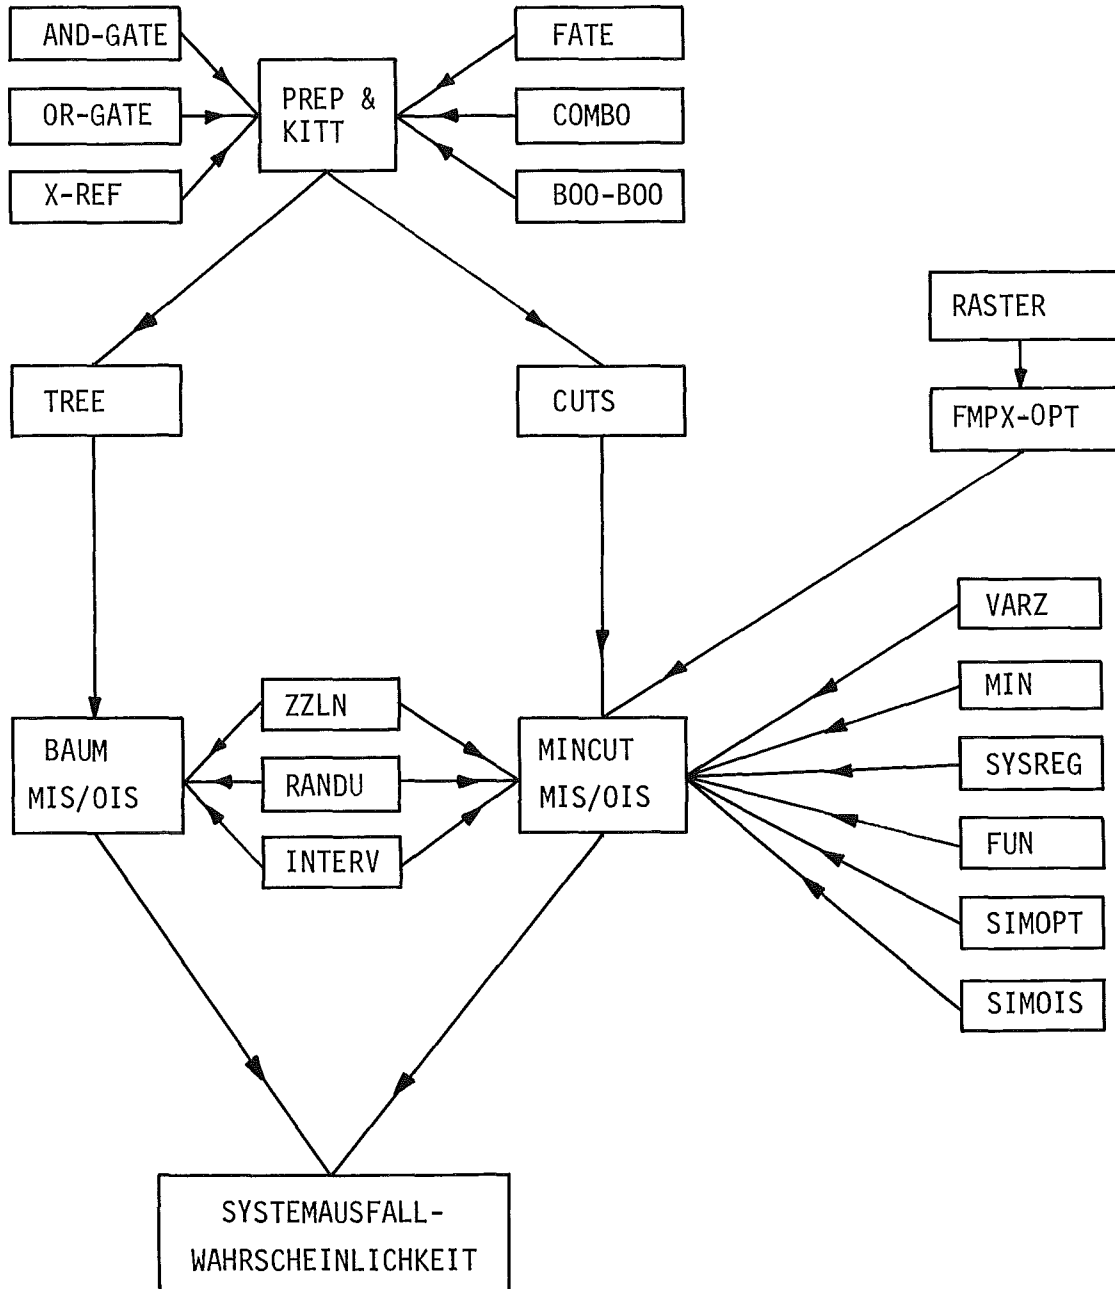 AND-GATE
OR-GATE
X-REF
PREP &
KITT
FATE
COMBO
BOO-BOO
RASTER
FMPX-OPT
TREE
CUTS
BAUM
MIS/OIS
ZZLN
RANDU
INTERV
MINCUT
MIS/OIS
VARZ
MIN
SYSREG
FUN
SIMOPT
SIMOIS
SYSTEMAUSFALL-
WAHRSCHEINLICHKEIT